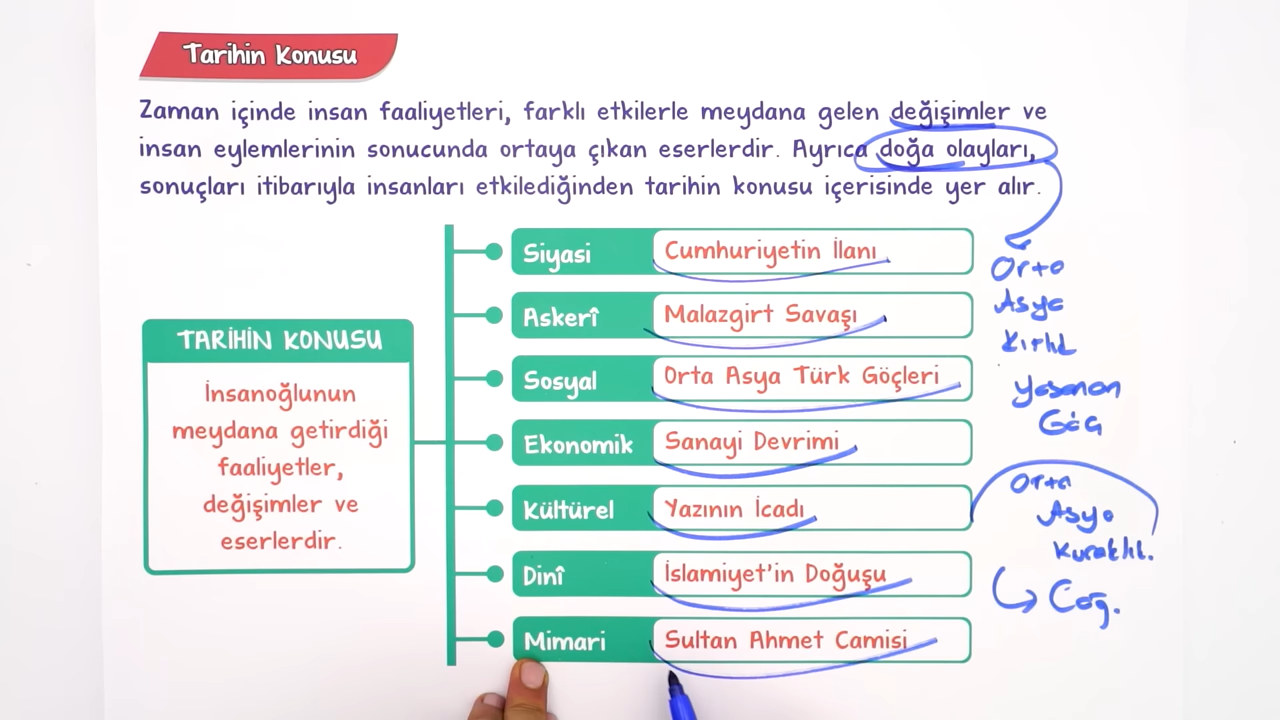 Tarihin Konusu
Zaman içinde insan faaliyetleri, farklı etkilerle meydana gelen değişimler ve
insan eylemlerinin sonucunda ortaya çıkan eserlerdir. Ayrıca doğa olayları,
sonuçları itibarıyla insanları etkilediğinden tarihin konusu içerisinde yer alır.
TARİHİN KONUSU
İnsanoğlunun
meydana getirdiği
faaliyetler,
değişimler ve
eserlerdir.
Siyasi Cumhuriyetin İlanı
Askerî Malazgirt Savaşı
Sosyal Orta Asya Türk Göçleri
Ekonomik Sanayi Devrimi
Kültürel Yazının İcadı
Dinî İslamiyet'in Doğuşu
Mimari Sultan Ahmet Camisi
Orta
Asya
Yaşanan
Göç
Orta
Asya
Kuraklık.
Coğ.